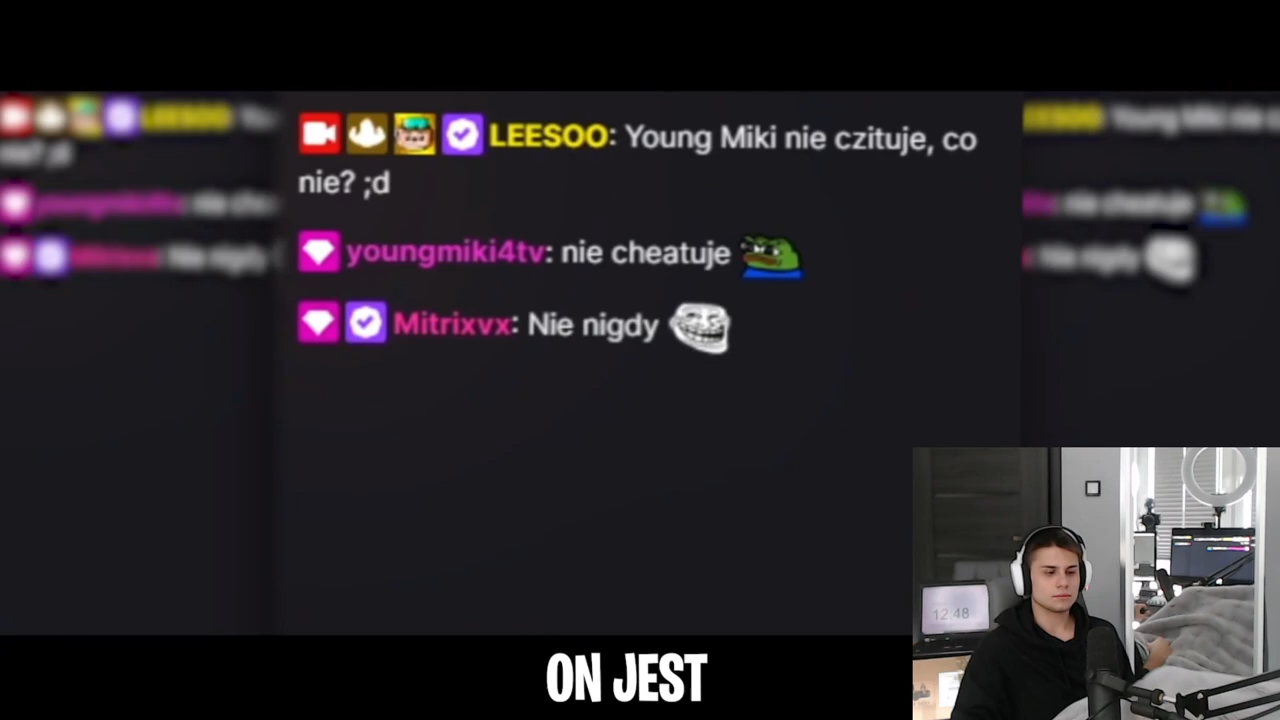 LEESOO: Young Miki nie czituje, co
nie? ;d
youngmiki4tv: nie cheatuje
Mitrixvx: Nie nigdy
12:48
ON JEST